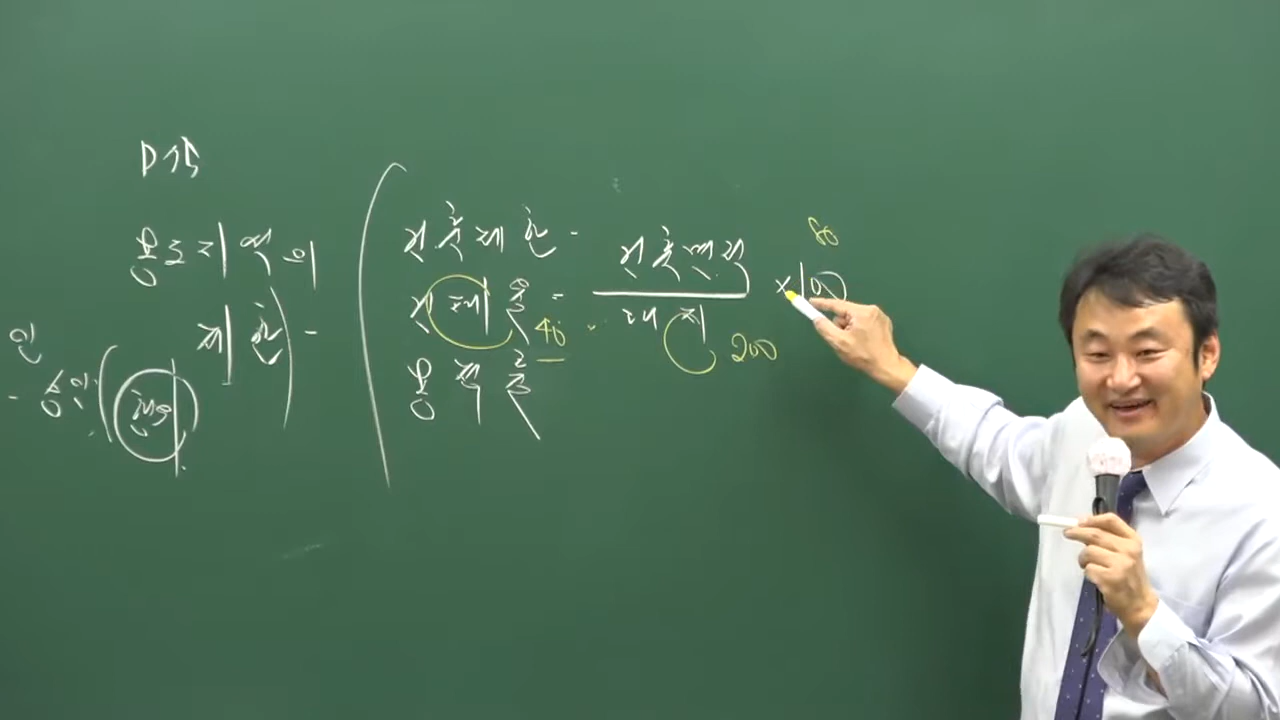 용도지역의
제한
건축제한 -
건폐율 = 건축면적 / 대지 ×100
40
80
200
용적률
인